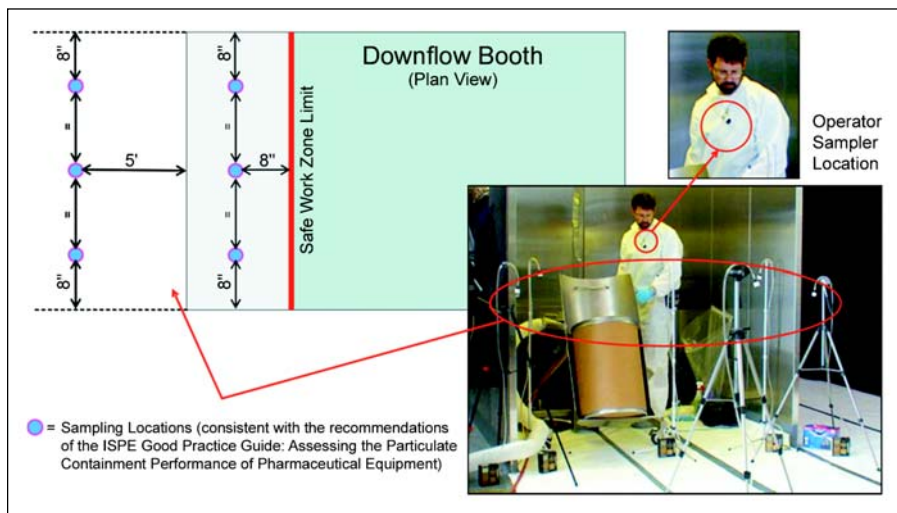 Downflow Booth
(Plan View)
Safe Work Zone Limit
8"
=
=
8"
5'
8"
=
=
8"
8"
Operator
Sampler
Location
= Sampling Locations (consistent with the recommendations
of the ISPE Good Practice Guide: Assessing the Particulate
Containment Performance of Pharmaceutical Equipment)